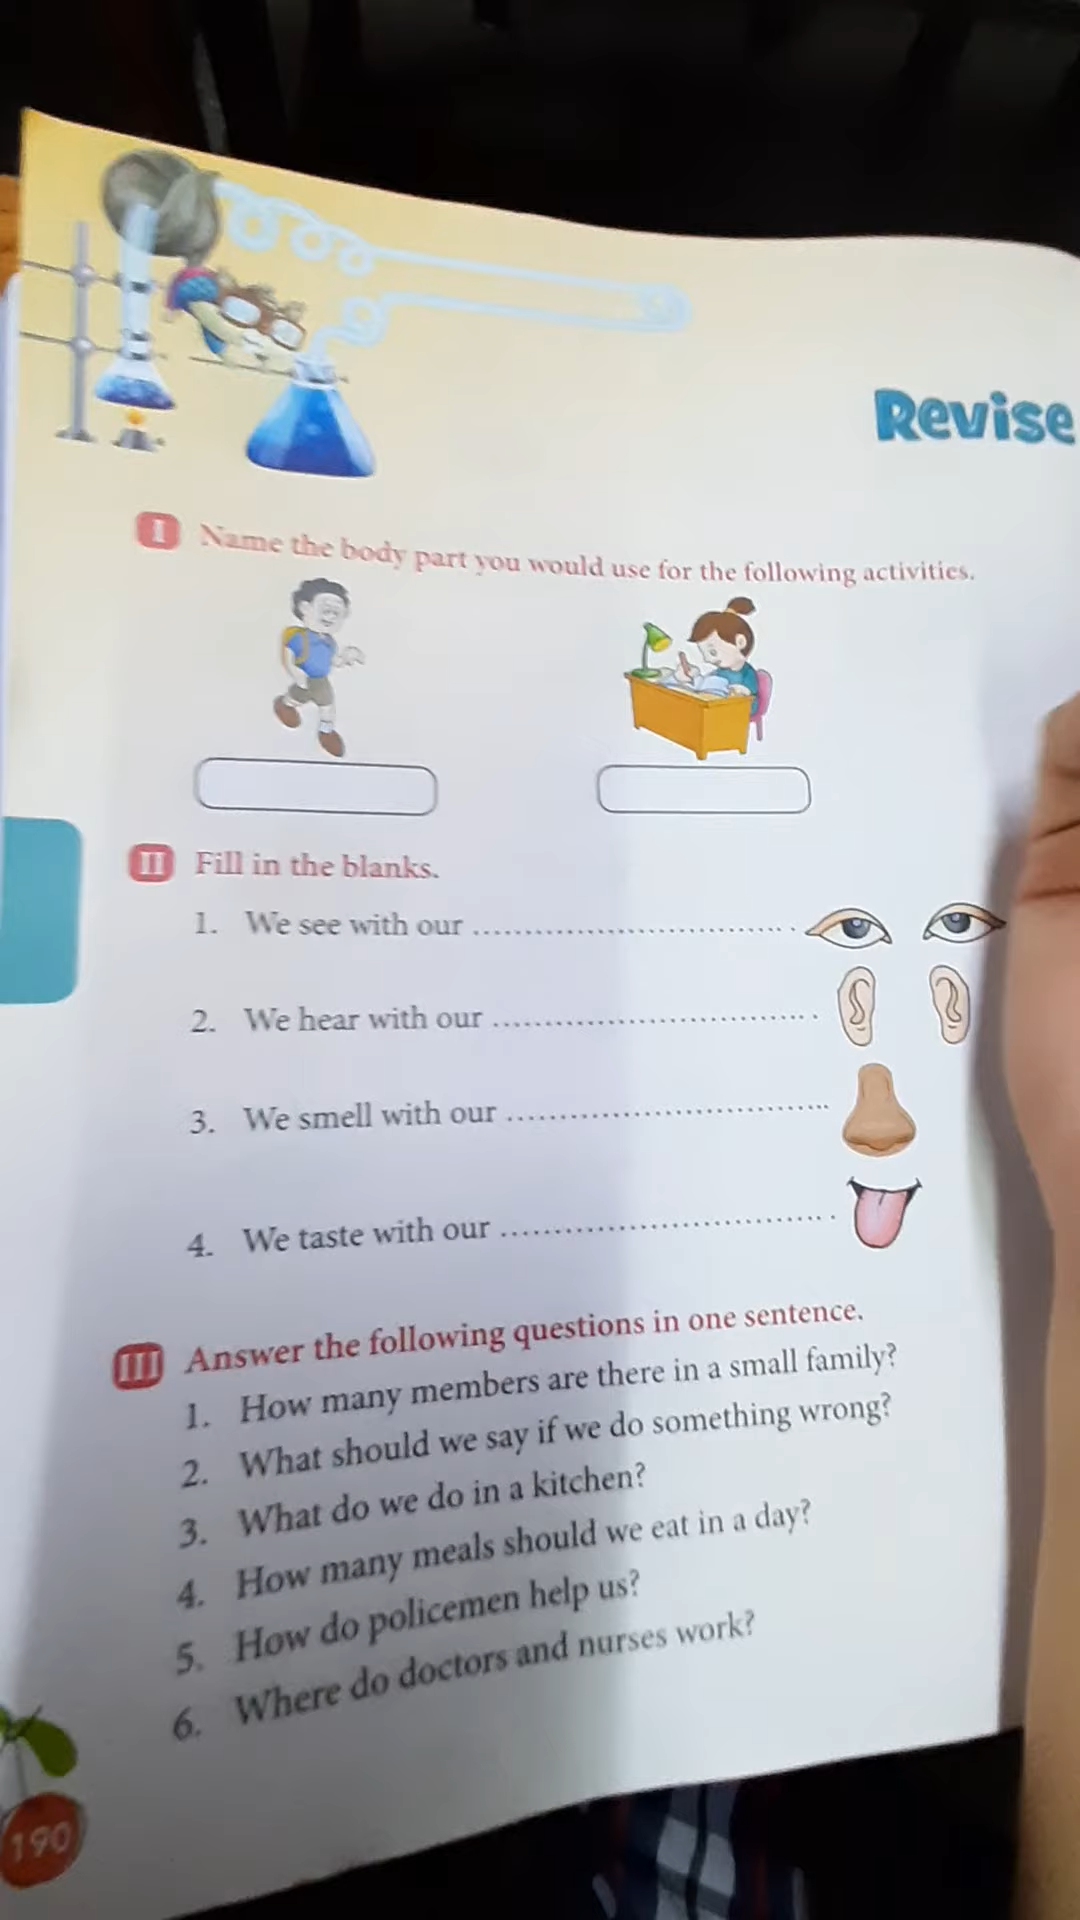 Revise
I Name the body part you would use for the following activities.
II Fill in the blanks.
1. We see with our ................................
2. We hear with our ................................
3. We smell with our ................................
4. We taste with our ................................
III Answer the following questions in one sentence.
1. How many members are there in a small family?
2. What should we say if we do something wrong?
3. What do we do in a kitchen?
4. How many meals should we eat in a day?
5. How do policemen help us?
6. Where do doctors and nurses work?
190